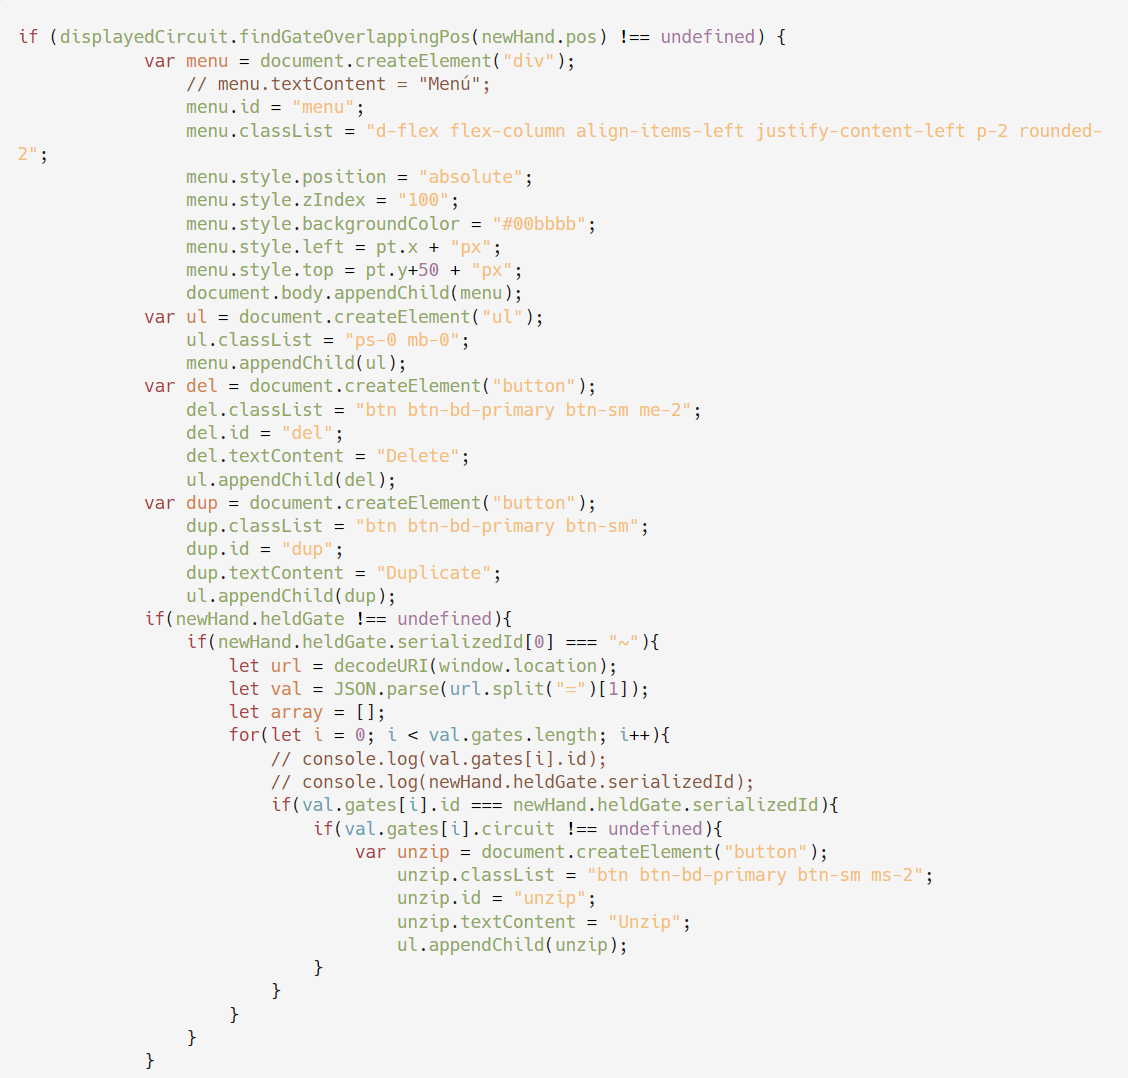 if (displayedCircuit.findGateOverlappingPos(newHand.pos) !== undefined) {
            var menu = document.createElement("div");
                // menu.textContent = "Menú";
                menu.id = "menu";
                menu.classList = "d-flex flex-column align-items-left justify-content-left p-2 rounded-
2";
                menu.style.position = "absolute";
                menu.style.zIndex = "100";
                menu.style.backgroundColor = "#00bbbb";
                menu.style.left = pt.x + "px";
                menu.style.top = pt.y+50 + "px";
                document.body.appendChild(menu);
            var ul = document.createElement("ul");
                ul.classList = "ps-0 mb-0";
                menu.appendChild(ul);
            var del = document.createElement("button");
                del.classList = "btn btn-bd-primary btn-sm me-2";
                del.id = "del";
                del.textContent = "Delete";
                ul.appendChild(del);
            var dup = document.createElement("button");
                dup.classList = "btn btn-bd-primary btn-sm";
                dup.id = "dup";
                dup.textContent = "Duplicate";
                ul.appendChild(dup);
            if(newHand.heldGate !== undefined){
                if(newHand.heldGate.serializedId[0] === "~"){
                    let url = decodeURI(window.location);
                    let val = JSON.parse(url.split("=")[1]);
                    let array = [];
                    for(let i = 0; i < val.gates.length; i++){
                        // console.log(val.gates[i].id);
                        // console.log(newHand.heldGate.serializedId);
                        if(val.gates[i].id === newHand.heldGate.serializedId){
                            if(val.gates[i].circuit !== undefined){
                                var unzip = document.createElement("button");
                                    unzip.classList = "btn btn-bd-primary btn-sm ms-2";
                                    unzip.id = "unzip";
                                    unzip.textContent = "Unzip";
                                    ul.appendChild(unzip);
                            }
                        }
                    }
                }
            }